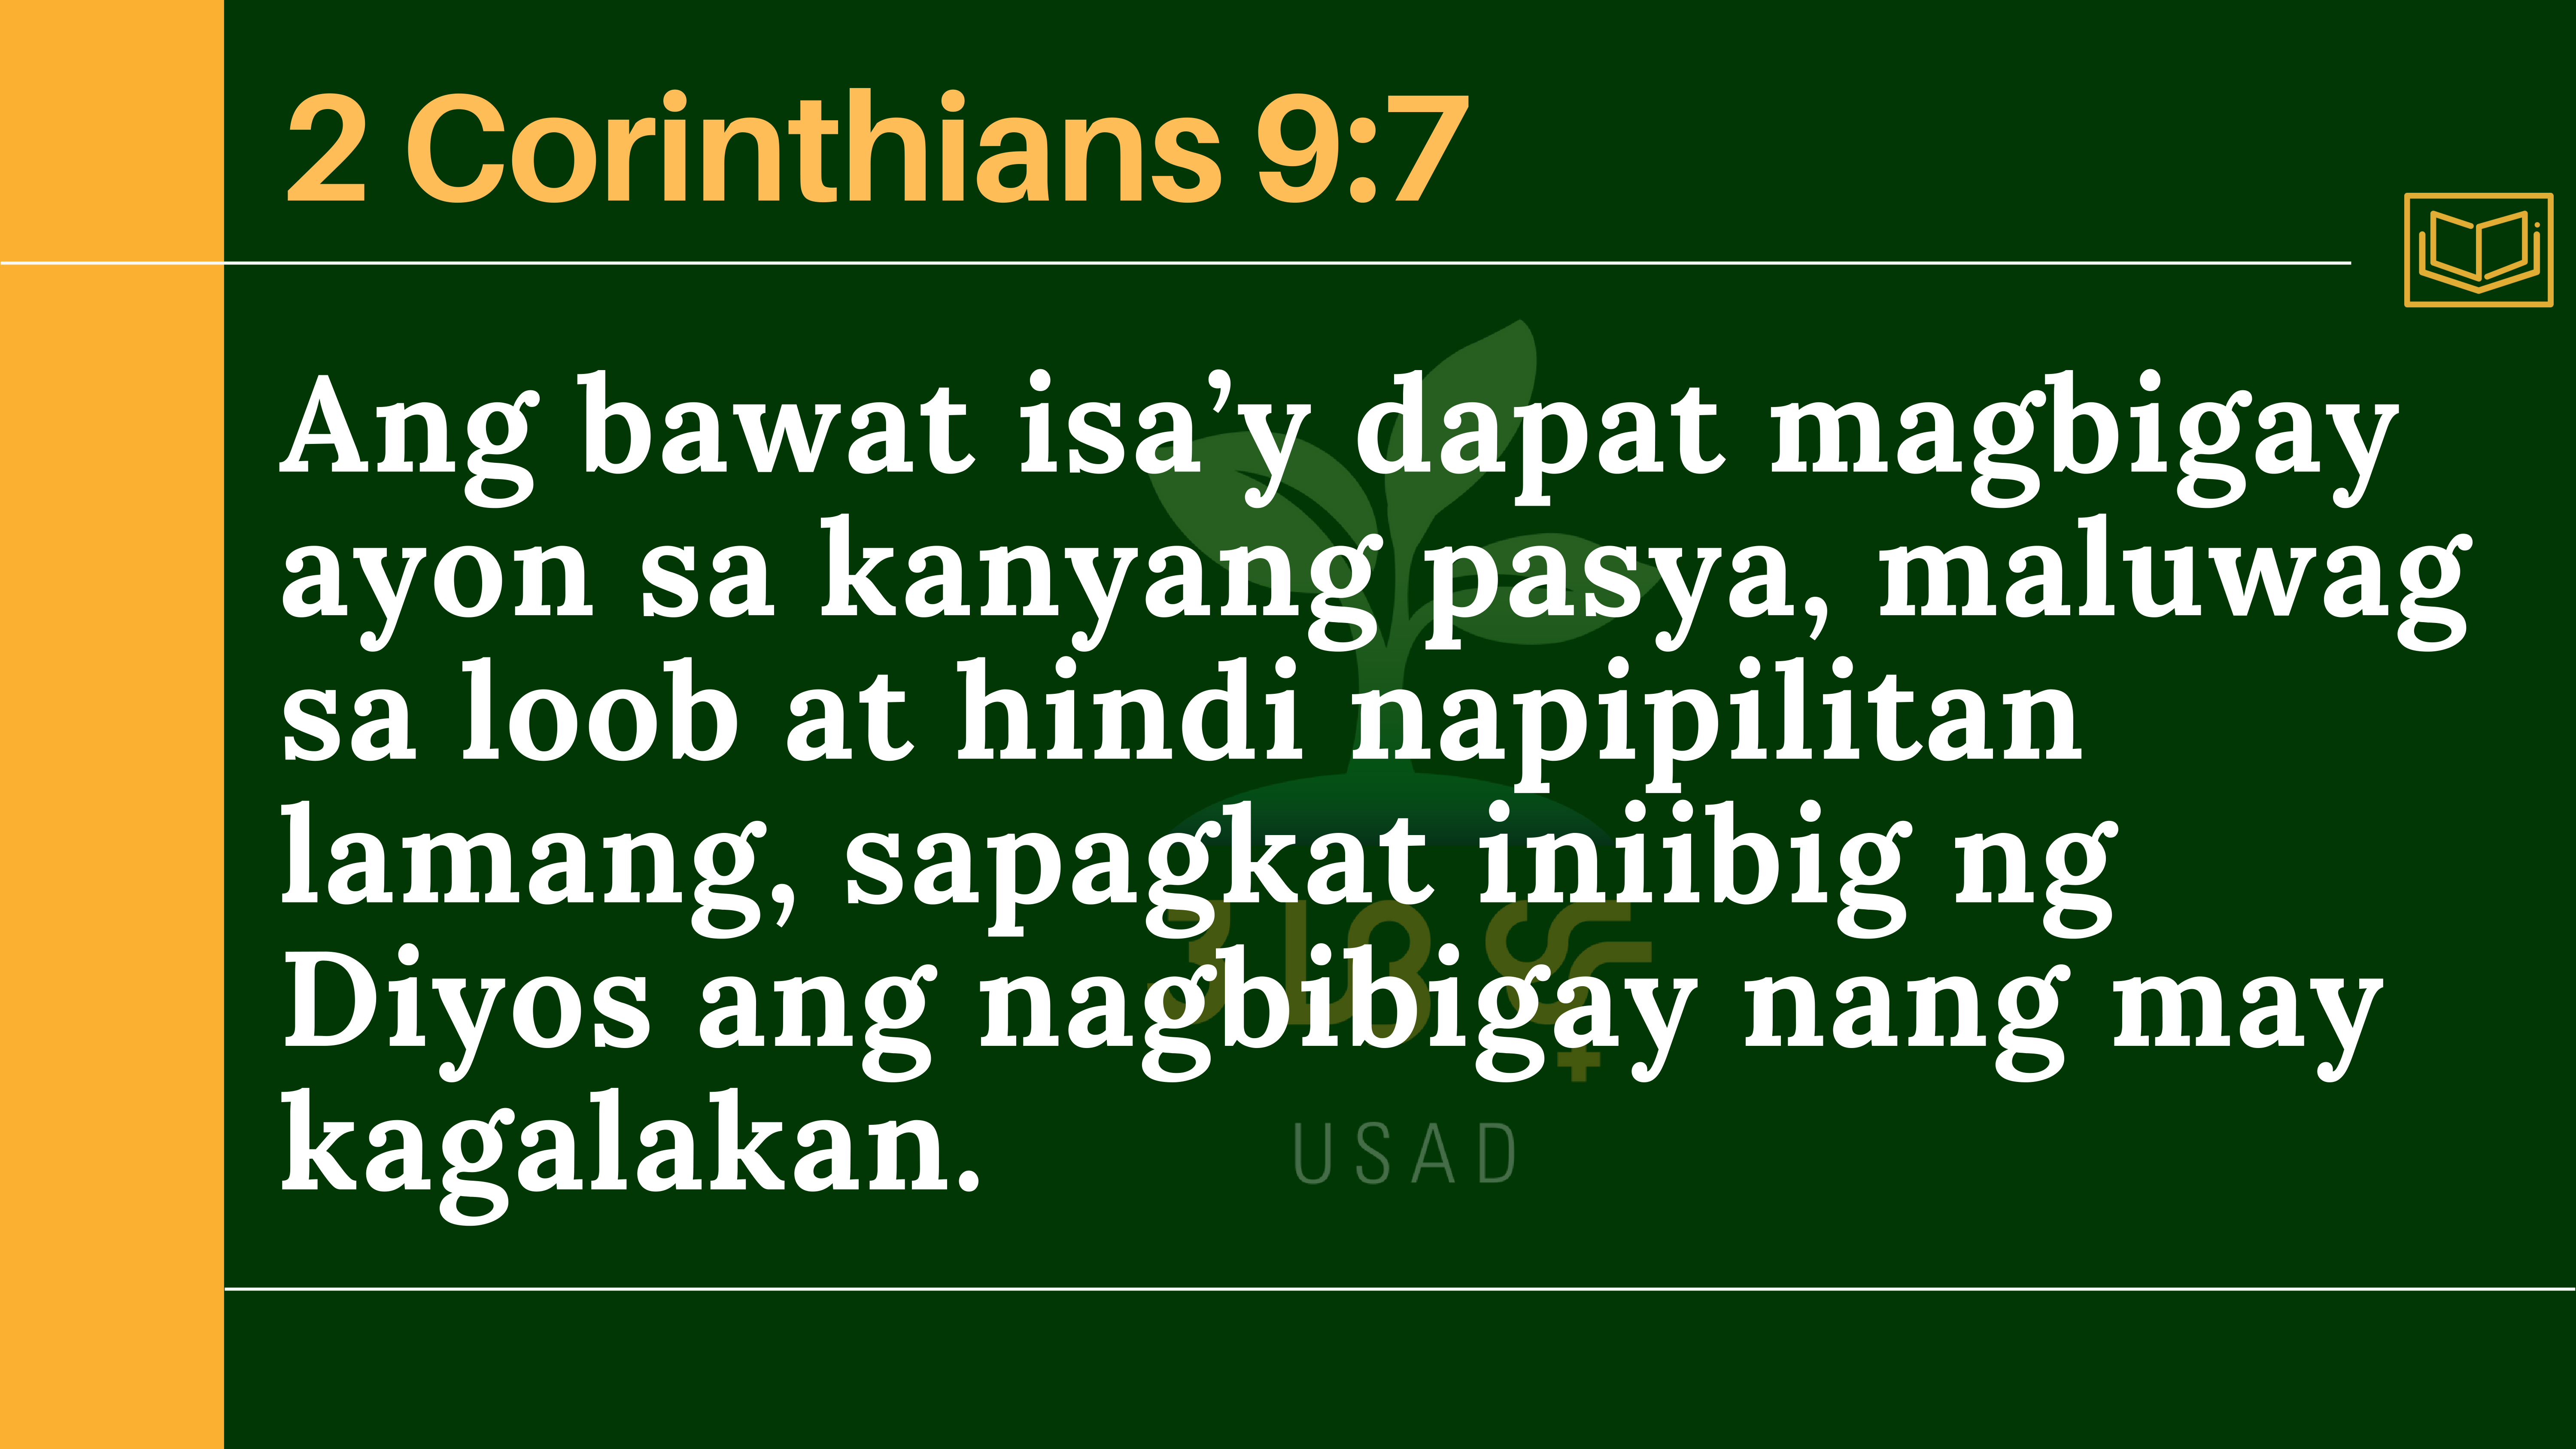 2 Corinthians 9:7
Ang bawat isa’y dapat magbigay
ayon sa kanyang pasya, maluwag
sa loob at hindi napipilitan
lamang, sapagkat iniibig ng
Diyos ang nagbibigay nang may
kagalakan.
USAD